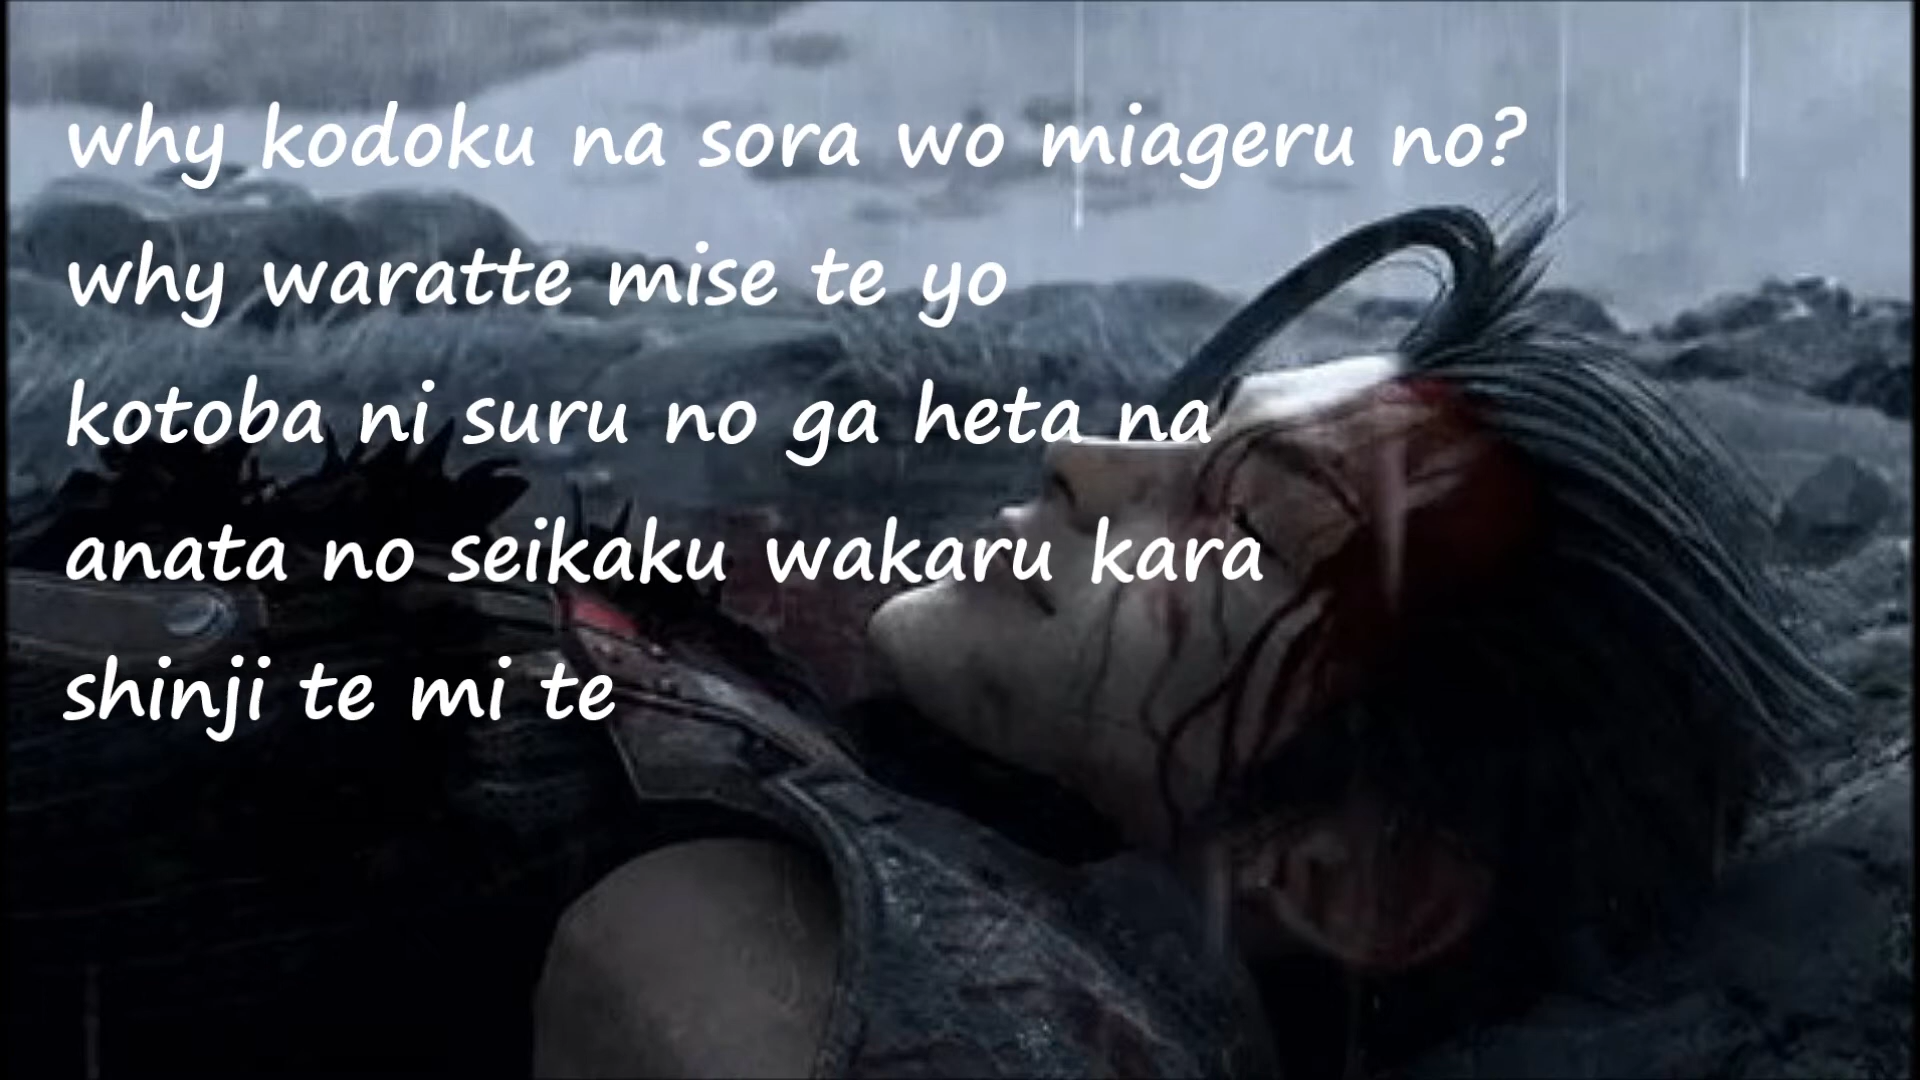 why kodoku na sora wo miageru no?
why waratte mise te yo
kotoba ni suru no ga heta na
anata no seikaku wakaru kara
shinji te mi te